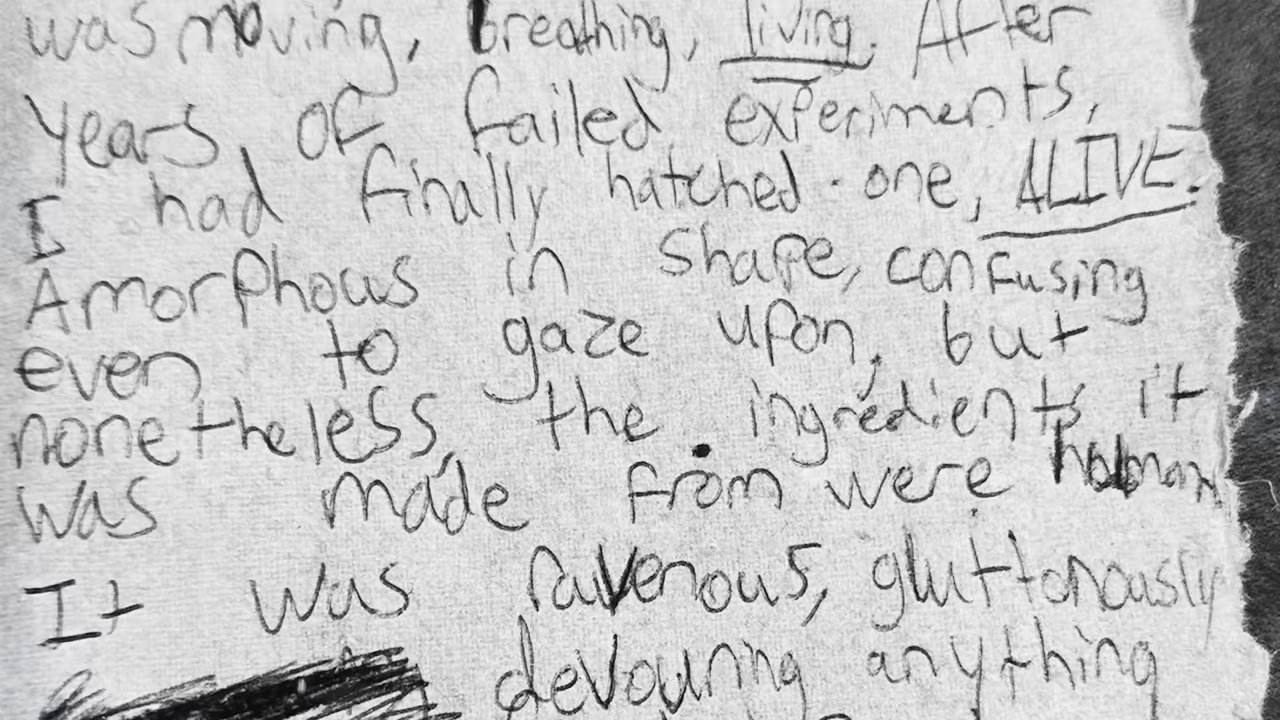 was moving, breathing, living. After
years of failed experiments,
I had finally hatched one, ALIVE.
Amorphous in shape, confusing
even to gaze upon, but
nonetheless, the ingredients it
was made from were human
It was ravenous, gluttonously
devouring anything